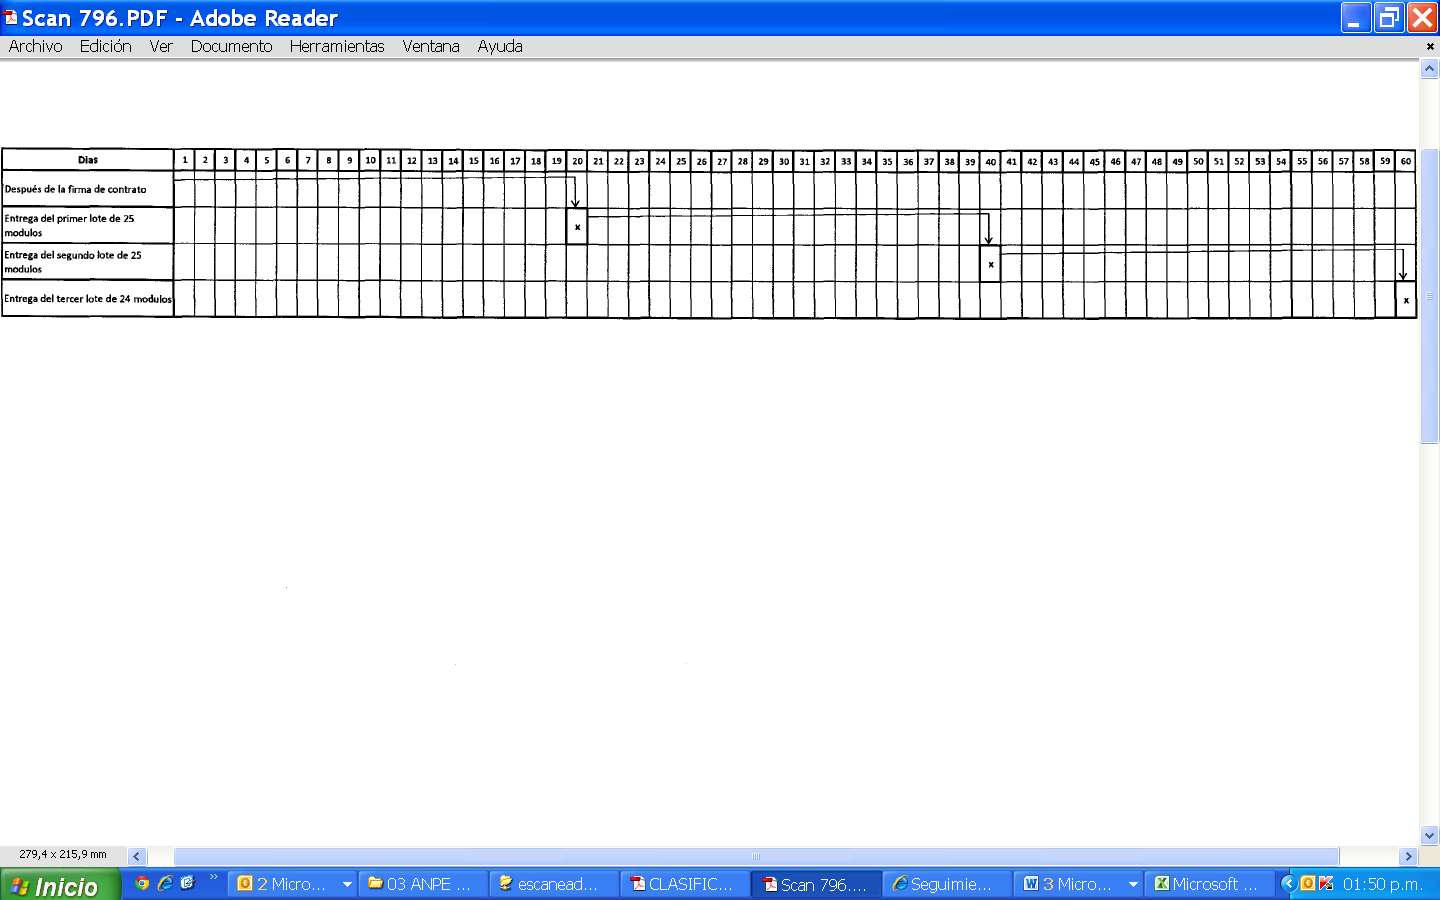 Scan 796.PDF - Adobe Reader
Archivo Edición Ver Documento Herramientas Ventana Ayuda
Dias 1 2 3 4 5 6 7 8 9 10 11 12 13 14 15 16 17 18 19 20 21 22 23 24 25 26 27 28 29 30 31 32 33 34 35 36 37 38 39 40 41 42 43 44 45 46 47 48 49 50 51 52 53 54 55 56 57 58 59 60
Después de la firma de contrato
Entrega del primer lote de 25
modulos
x
Entrega del segundo lote de 25
modulos
x
Entrega del tercer lote de 24 modulos x
279,4 x 215,9 mm
Inicio 2 Micro... 03 ANPE ... escanead... CLASIFIC... Scan 796.... Seguimie... 3 Micro... Microsoft ... 01:50 p.m.